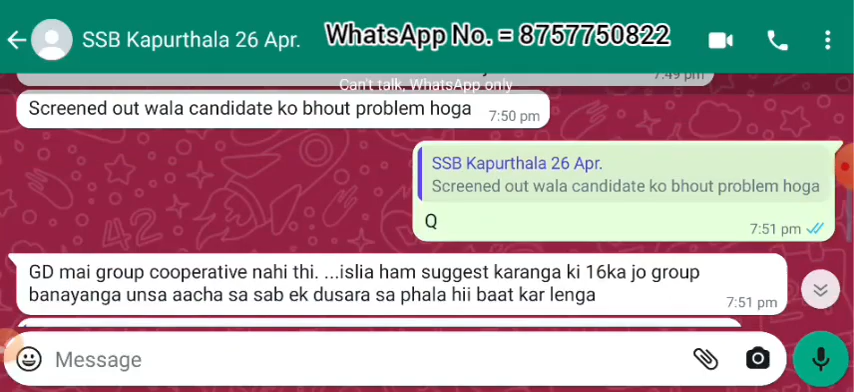 SSB Kapurthala 26 Apr.
WhatsApp No. = 8757750822
7:49 pm
Can't talk, WhatsApp only
Screened out wala candidate ko bhout problem hoga
7:50 pm
SSB Kapurthala 26 Apr.
Screened out wala candidate ko bhout problem hoga
Q
7:51 pm
GD mai group cooperative nahi thi. ...islia ham suggest karanga ki 16ka jo group
banayanga unsa aacha sa sab ek dusara sa phala hii baat kar lenga
7:51 pm
Message